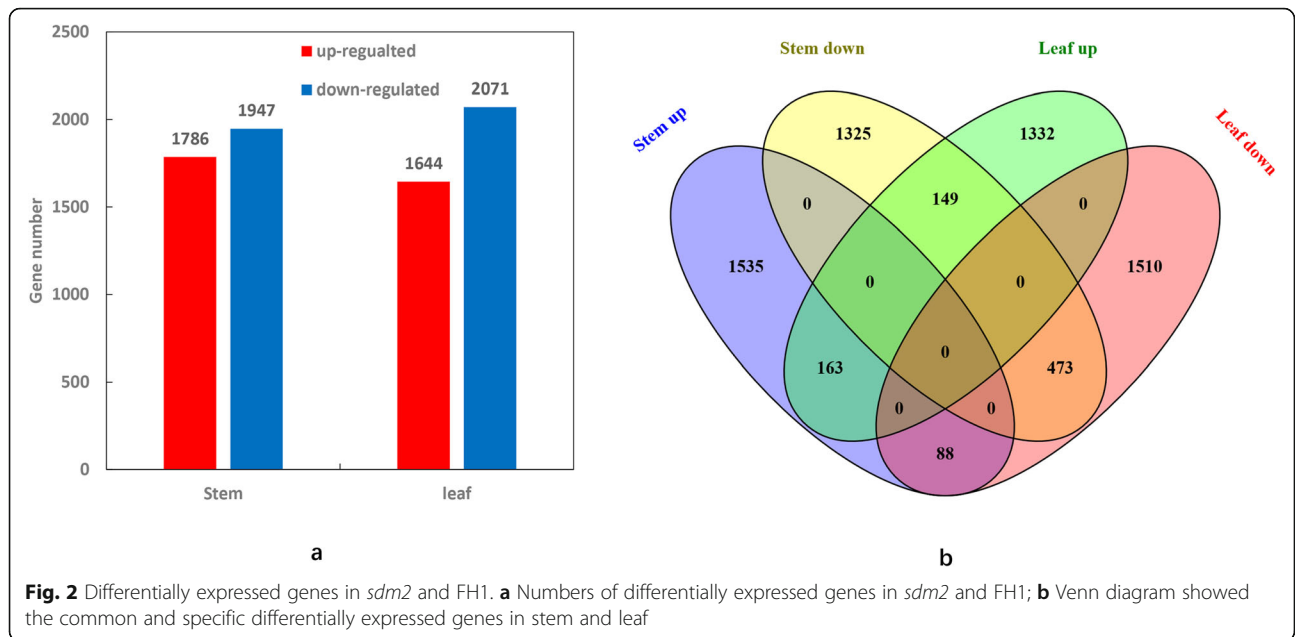 2500
2000
1500
1000
500
0
Gene number
up-regualted
down-regulated
1786
1947
1644
2071
Stem
leaf
a
Stem up
Stem down
Leaf up
Leaf down
1325
1332
0
149
0
1535
0
0
1510
0
163
473
0
0
88
b
Fig. 2 Differentially expressed genes in sdm2 and FH1. a Numbers of differentially expressed genes in sdm2 and FH1; b Venn diagram showed
the common and specific differentially expressed genes in stem and leaf